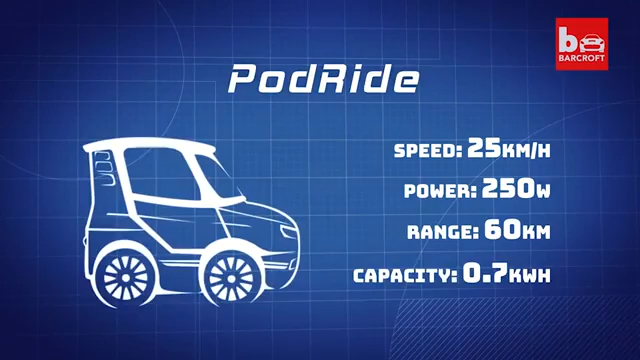 b
BARCROFT
PodRide
SPEED: 25KM/H
POWER: 250W
RANGE: 60KM
CAPACITY: 0.7KWH